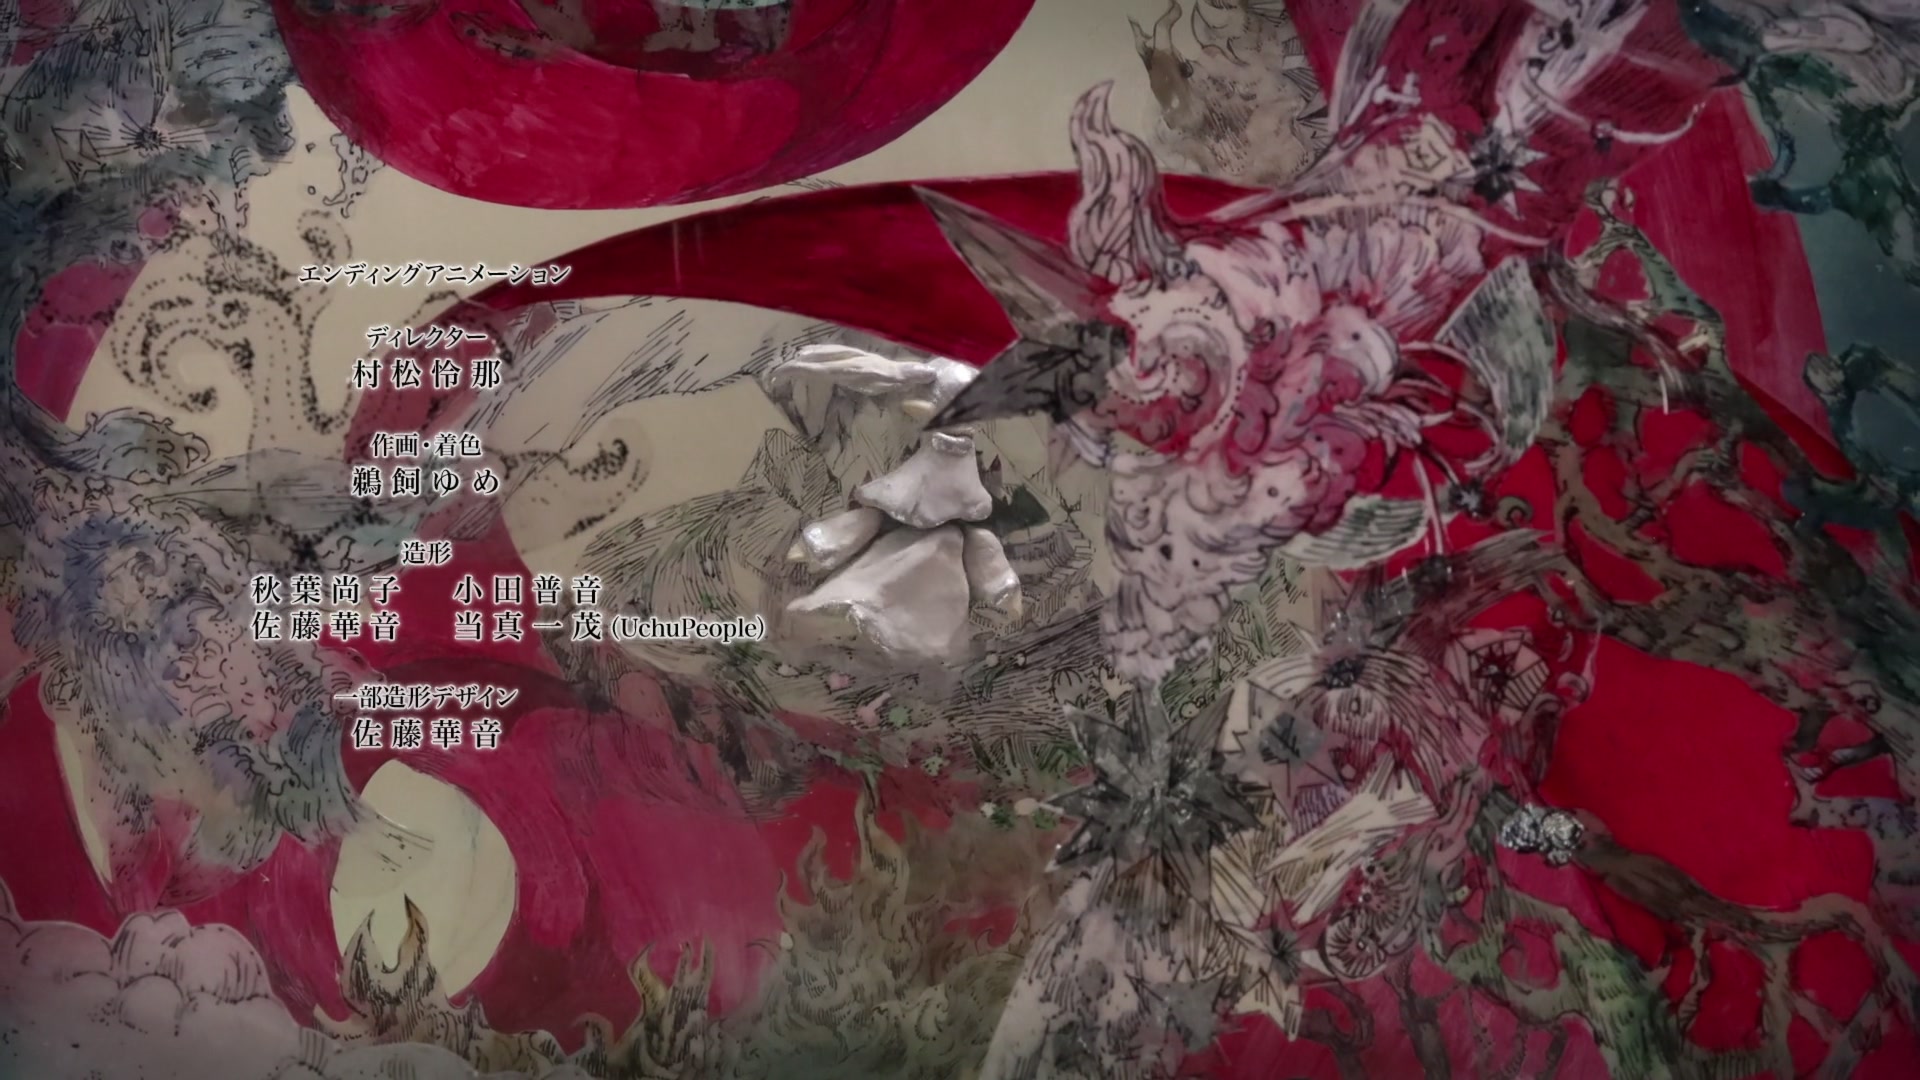 エンディングアニメーション
ディレクター
村松怜那
作画・着色
鵜飼ゆめ
造形
秋葉尚子　小田普音
佐藤華音　当真一茂 (UchuPeople)
一部造形デザイン
佐藤華音